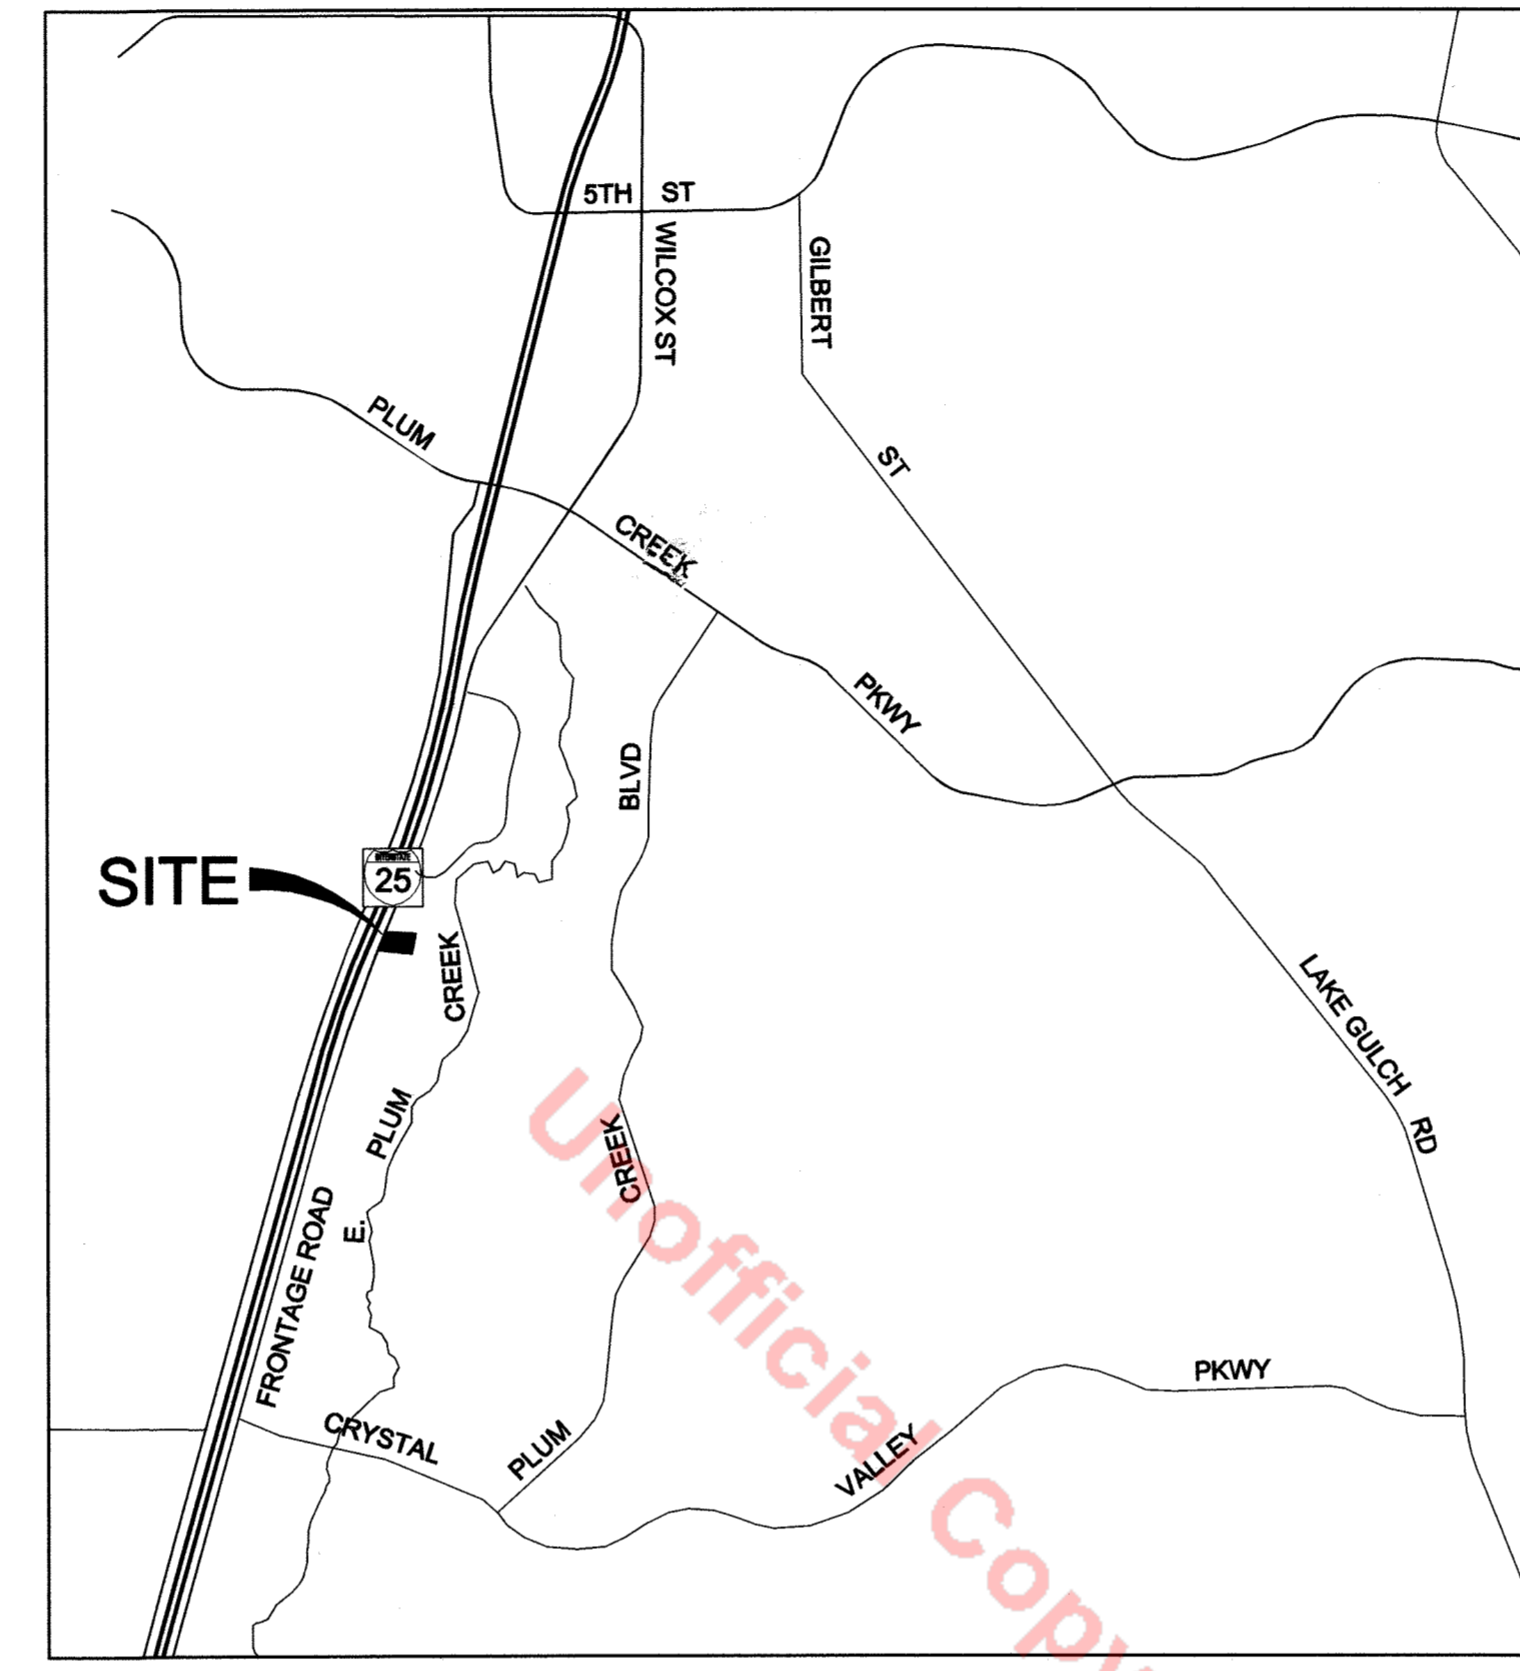 5TH ST
WILCOX ST
GILBERT
ST
PLUM
CREEK
PKWY
BLVD
INTERSTATE
25
SITE
CREEK
PLUM
E.
FRONTAGE ROAD
CREEK
PLUM
LAKE GULCH RD
CRYSTAL
VALLEY
PKWY
Unofficial Copy